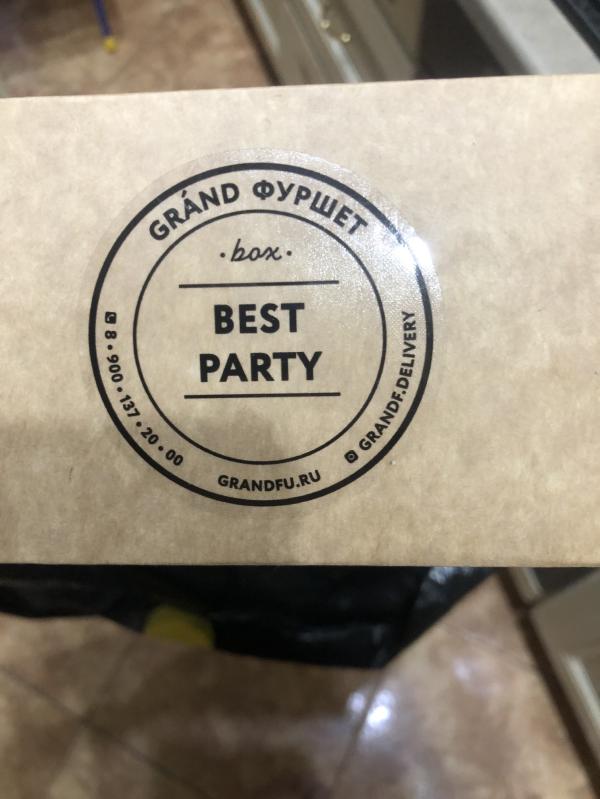 GRÁND ФУРШЕТ
·box·
BEST
PARTY
8 • 900 • 137 • 20 • 00
GRANDFU.RU
GRANDF.DELIVERY